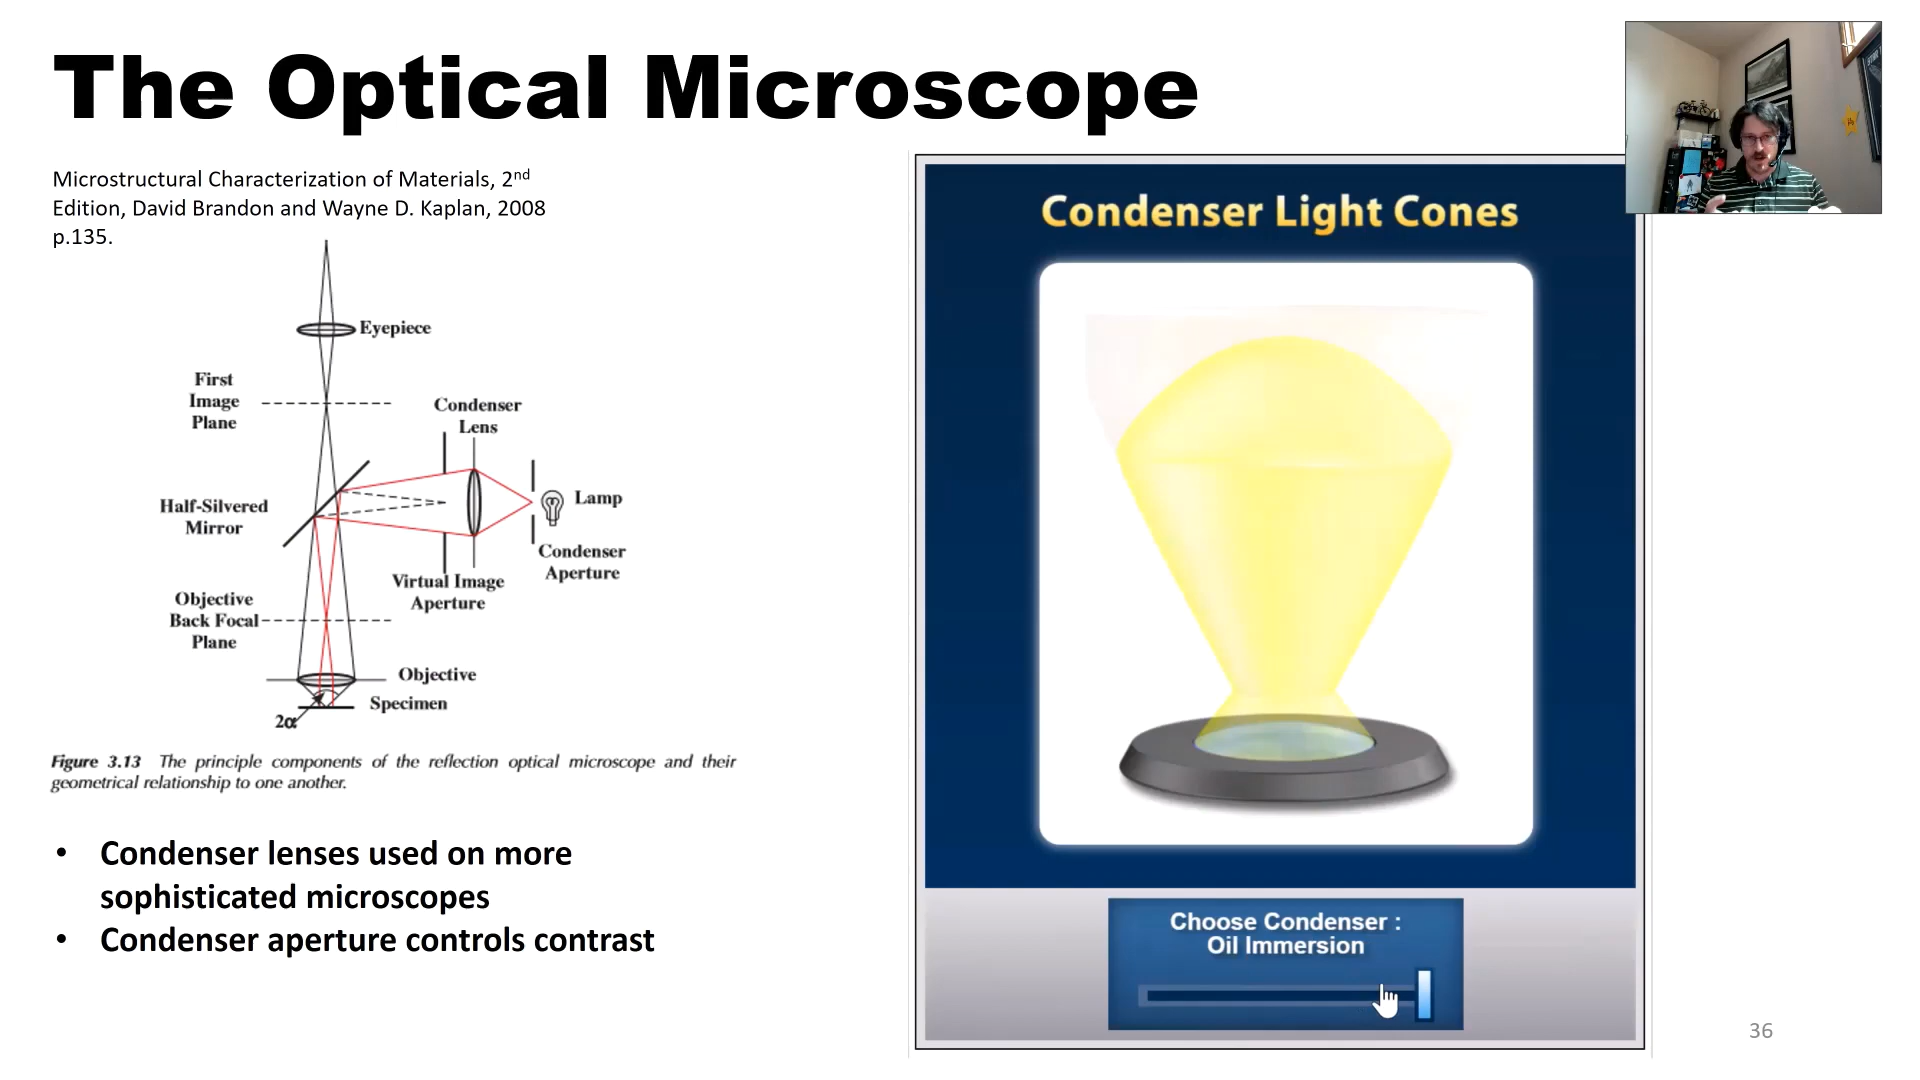 The Optical Microscope
Microstructural Characterization of Materials, 2nd
Edition, David Brandon and Wayne D. Kaplan, 2008
p.135.
Eyepiece
First
Image
Plane
Condenser
Lens
Half-Silvered
Mirror
Lamp
Condenser
Aperture
Virtual Image
Aperture
Objective
Back Focal
Plane
Objective
Specimen
2α
Figure 3.13 The principle components of the reflection optical microscope and their
geometrical relationship to one another.
• Condenser lenses used on more
sophisticated microscopes
• Condenser aperture controls contrast
Condenser Light Cones
Choose Condenser :
Oil Immersion
36